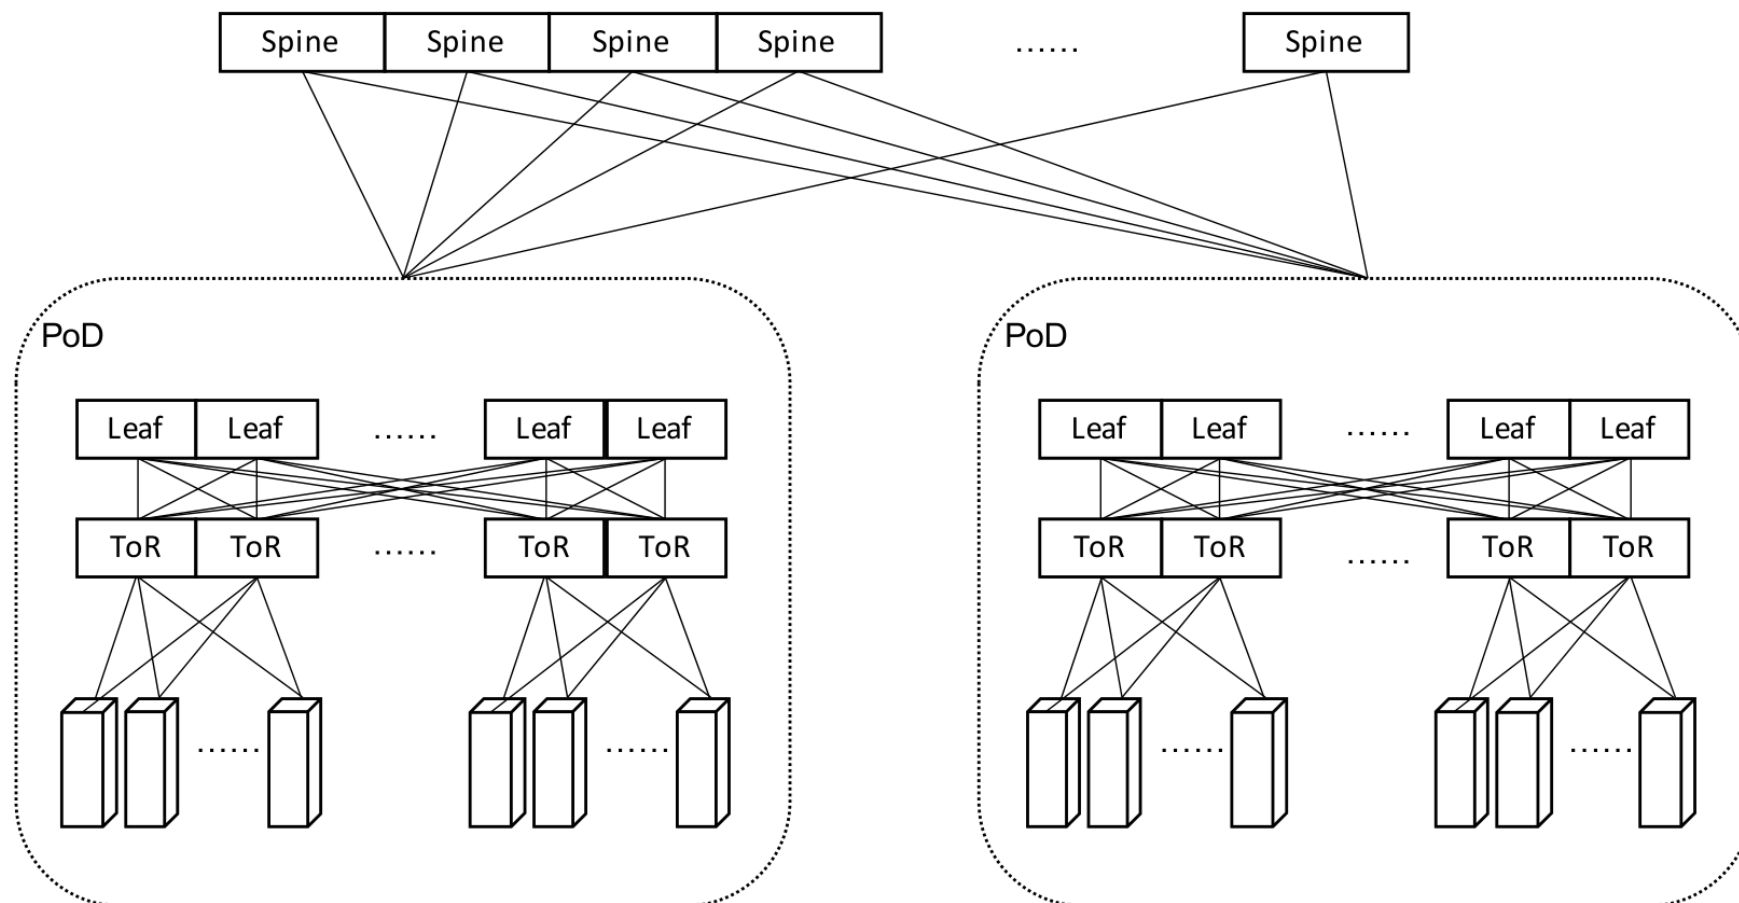 Spine Spine Spine Spine ...... Spine
PoD PoD
Leaf Leaf ...... Leaf Leaf Leaf Leaf ...... Leaf Leaf
ToR ToR ...... ToR ToR ToR ToR ...... ToR ToR
...... ...... ...... ......